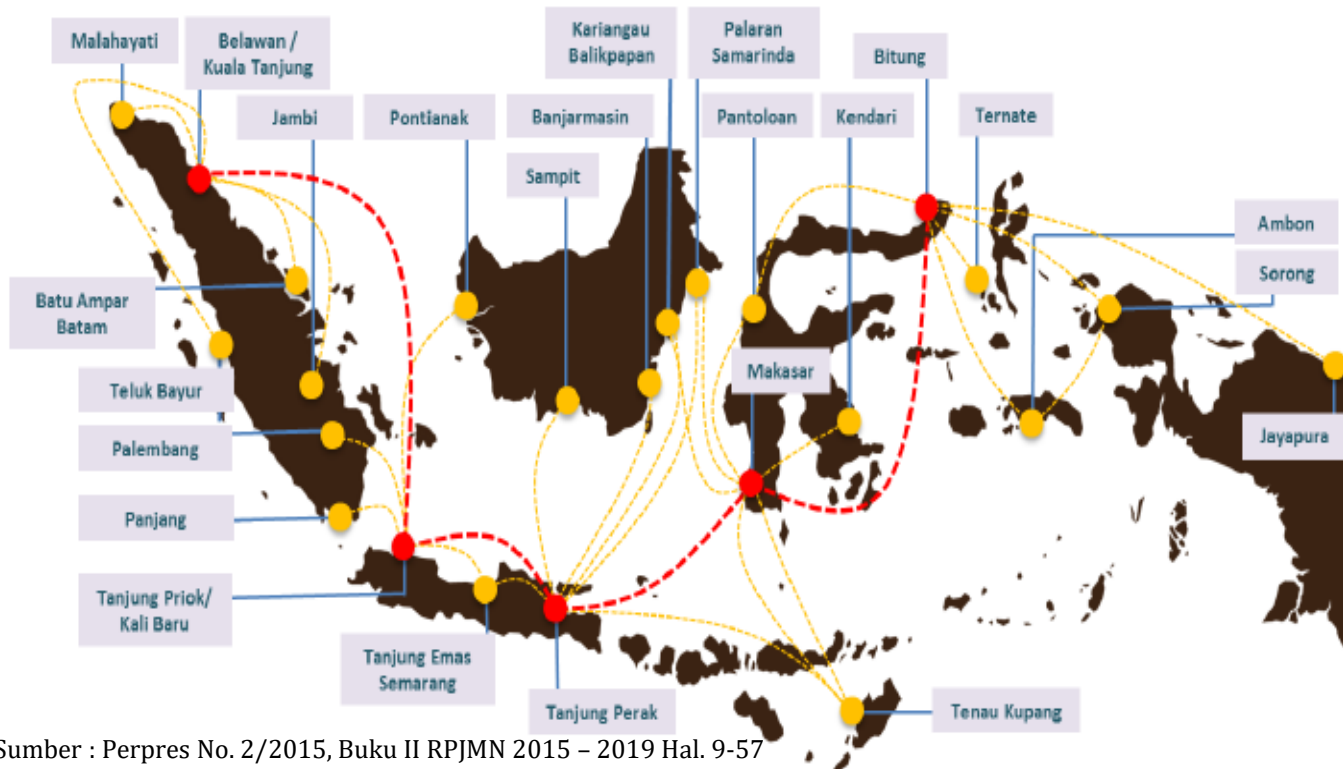 Malahayati
Belawan /
Kuala Tanjung
Kariangau
Balikpapan
Palaran
Samarinda
Bitung
Jambi
Pontianak
Banjarmasin
Pantoloan
Kendari
Ternate
Sampit
Ambon
Sorong
Batu Ampar
Batam
Makasar
Teluk Bayur
Jayapura
Palembang
Panjang
Tanjung Priok/
Kali Baru
Tanjung Emas
Semarang
Tanjung Perak
Tenau Kupang
Sumber : Perpres No. 2/2015, Buku II RPJMN 2015 – 2019 Hal. 9-57